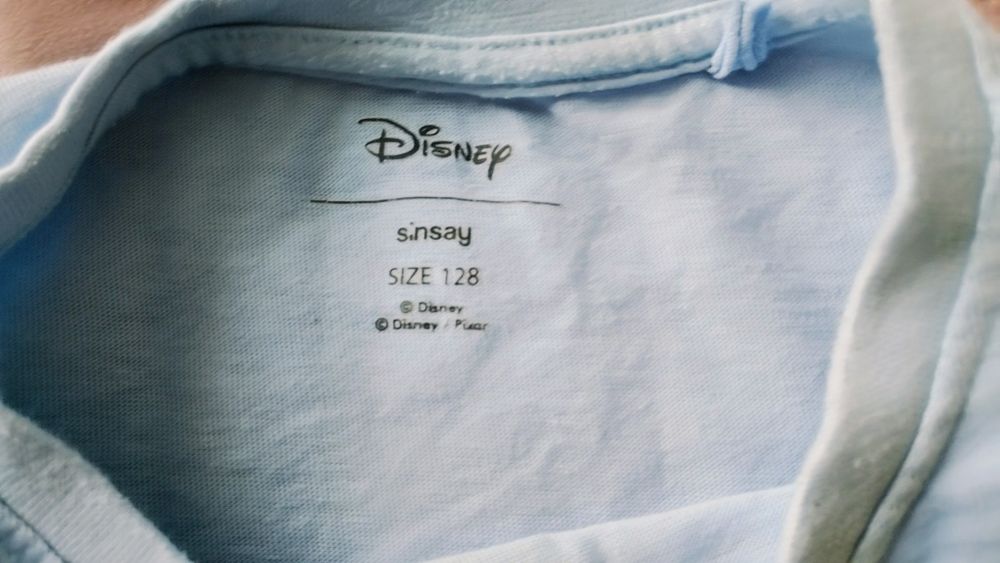 Disney
sinsay
SIZE 128
© Disney
© Disney / Pixar